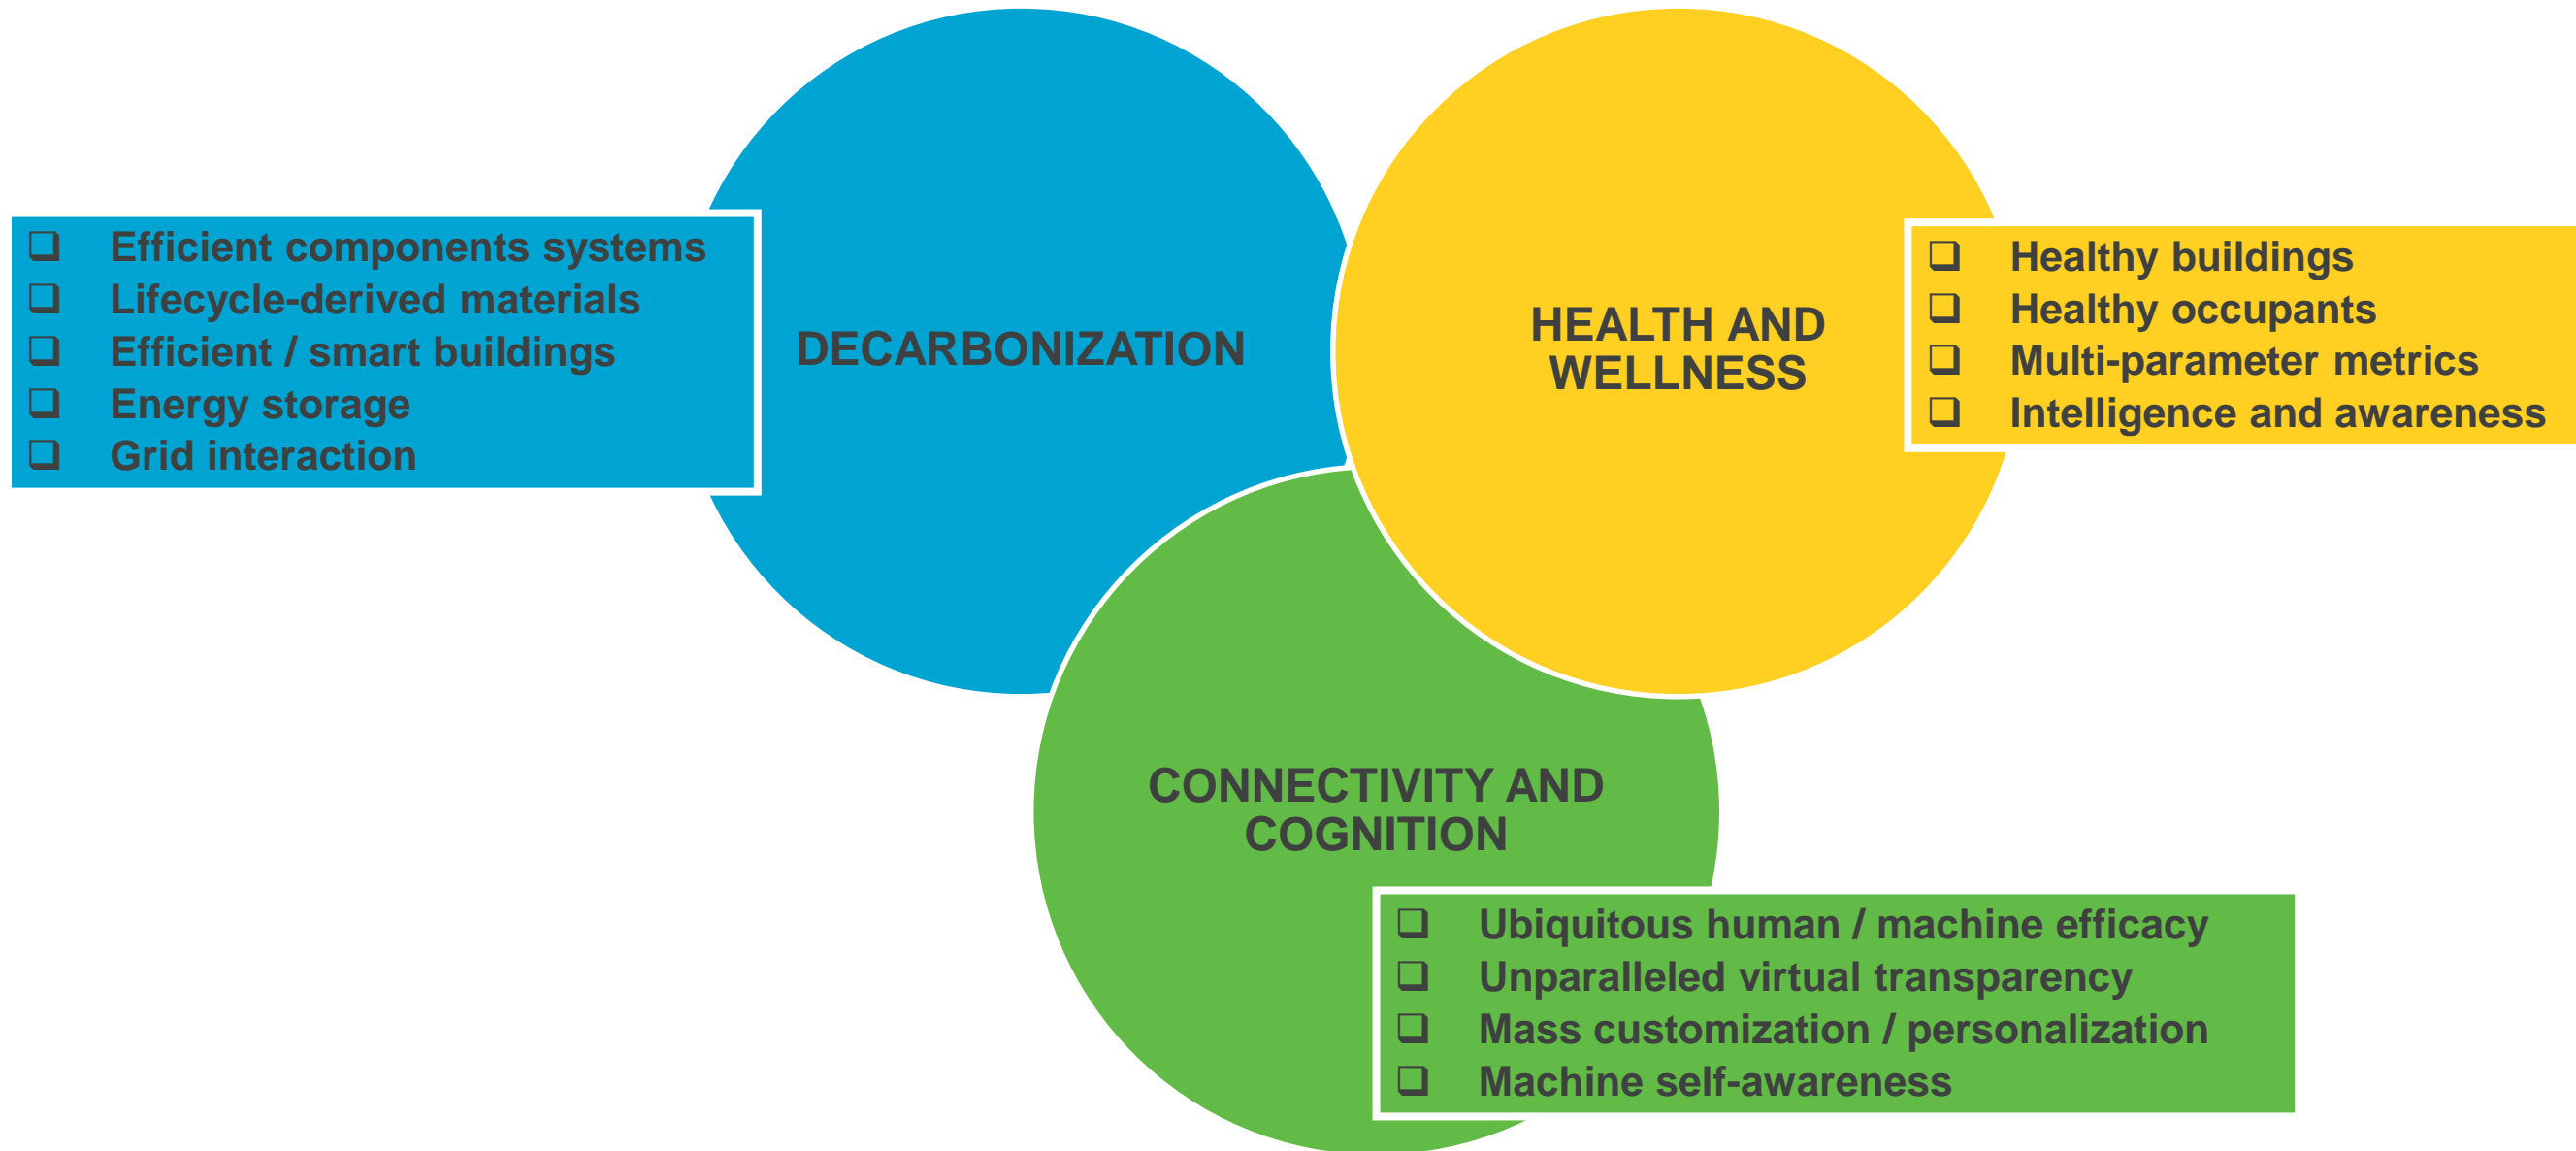 DECARBONIZATION
❑ Efficient components systems
❑ Lifecycle-derived materials
❑ Efficient / smart buildings
❑ Energy storage
❑ Grid interaction
HEALTH AND
WELLNESS
❑ Healthy buildings
❑ Healthy occupants
❑ Multi-parameter metrics
❑ Intelligence and awareness
CONNECTIVITY AND
COGNITION
❑ Ubiquitous human / machine efficacy
❑ Unparalleled virtual transparency
❑ Mass customization / personalization
❑ Machine self-awareness